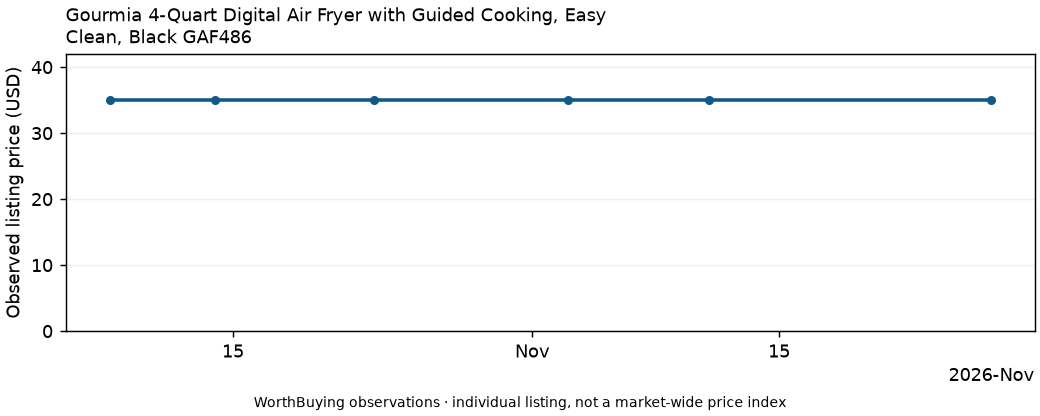 Gourmia 4-Quart Digital Air Fryer with Guided Cooking, Easy
Clean, Black GAF486
Observed listing price (USD)
40
30
20
10
0
15
Nov
15
2026-Nov
WorthBuying observations · individual listing, not a market-wide price index